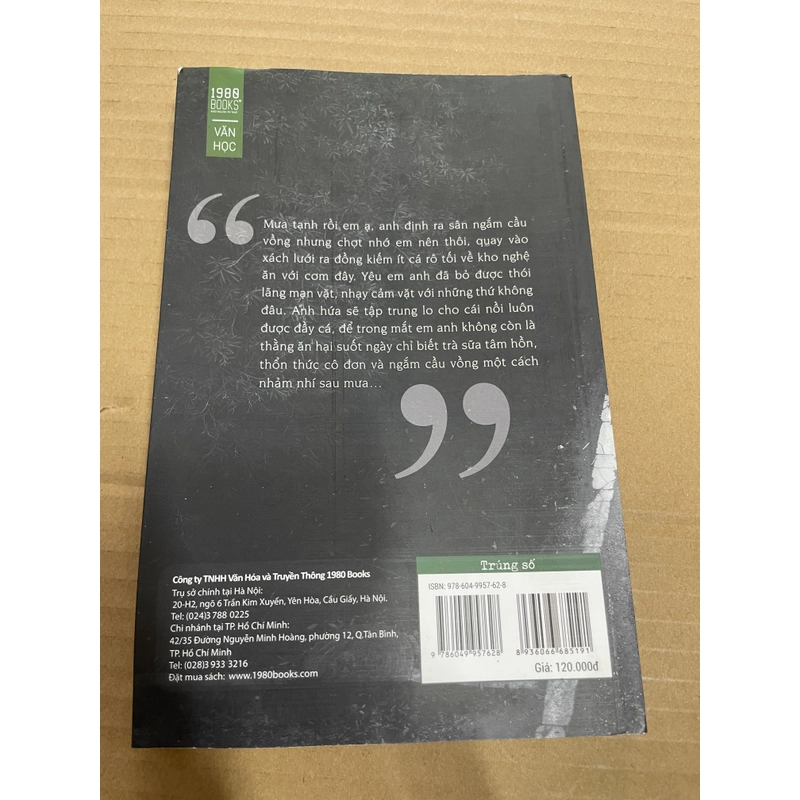 1980
BOOKS
VĂN
HỌC
“
Mưa tạnh rồi em ạ, anh định ra sân ngắm cầu
vồng nhưng chợt nhớ em nên thôi, quay vào
xách lưới ra đồng kiếm ít cá rô tối về kho nghệ
ăn với cơm đây. Yêu em anh đã bỏ được thói
lãng mạn vặt, nhạy cảm vặt với những thứ không
đâu. Anh hứa sẽ tập trung lo cho cái nồi luôn
được đầy cá, để trong mắt em anh không còn là
thằng ăn hại suốt ngày chỉ biết trà sữa tâm hồn,
thổn thức cô đơn và ngắm cầu vồng một cách
nhảm nhí sau mưa...
”
Công ty TNHH Văn Hóa và Truyền Thông 1980 Books
Trụ sở chính tại Hà Nội:
20-H2, ngõ 6 Trần Kim Xuyến, Yên Hòa, Cầu Giấy, Hà Nội.
Tel: (024)3 788 0225
Chi nhánh tại TP. Hồ Chí Minh:
42/35 Đường Nguyễn Minh Hoàng, phường 12, Q.Tân Bình,
TP. Hồ Chí Minh
Tel: (028)3 933 3216
Đặt mua sách: www.1980books.com
Trúng số
ISBN: 978-604-9957-62-8
9 786049 957628
8 936066 685191
Giá: 120.000đ